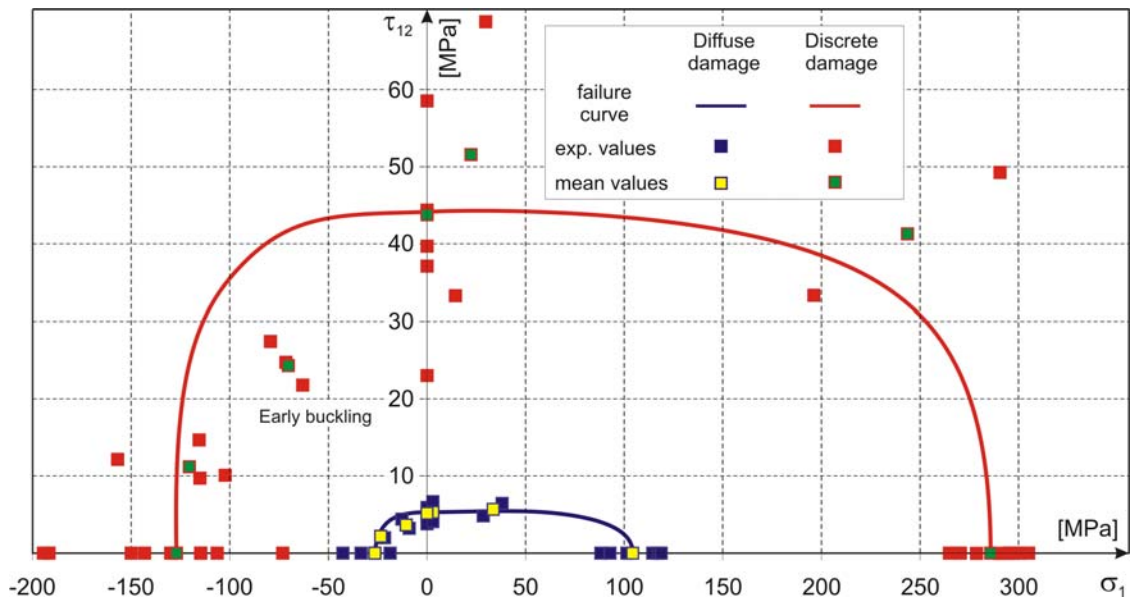 τ12
[MPa]
Diffuse damage
Discrete damage
failure curve
exp. values
mean values
60
50
40
30
20
10
0
Early buckling
[MPa]
-200 -150 -100 -50 0 50 100 150 200 250 300 σ1